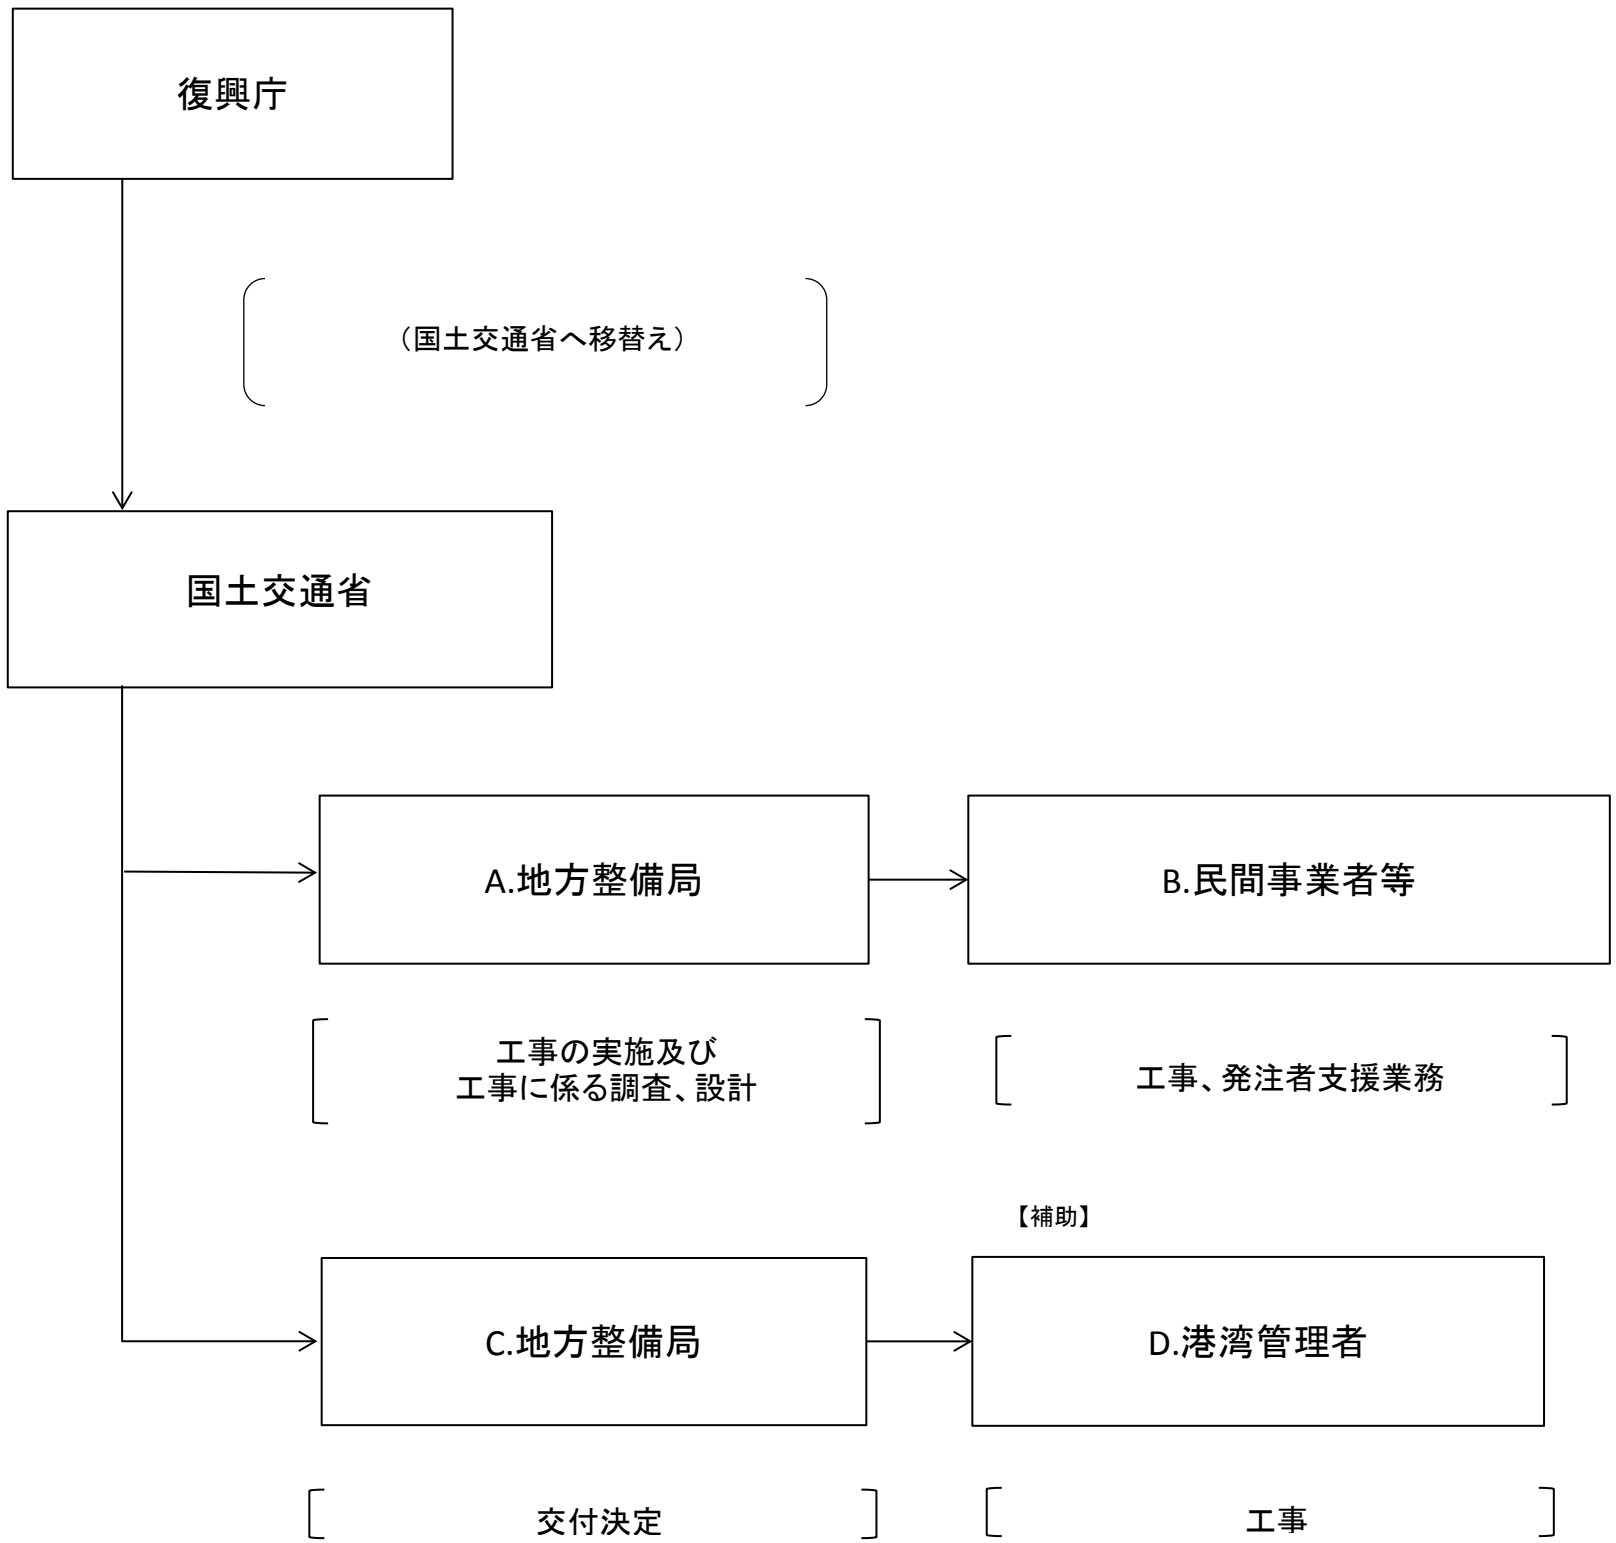 復興庁
（国土交通省へ移替え）
国土交通省
A.地方整備局
B.民間事業者等
工事の実施及び
工事に係る調査、設計
工事、発注者支援業務
【補助】
C.地方整備局
D.港湾管理者
交付決定
工事